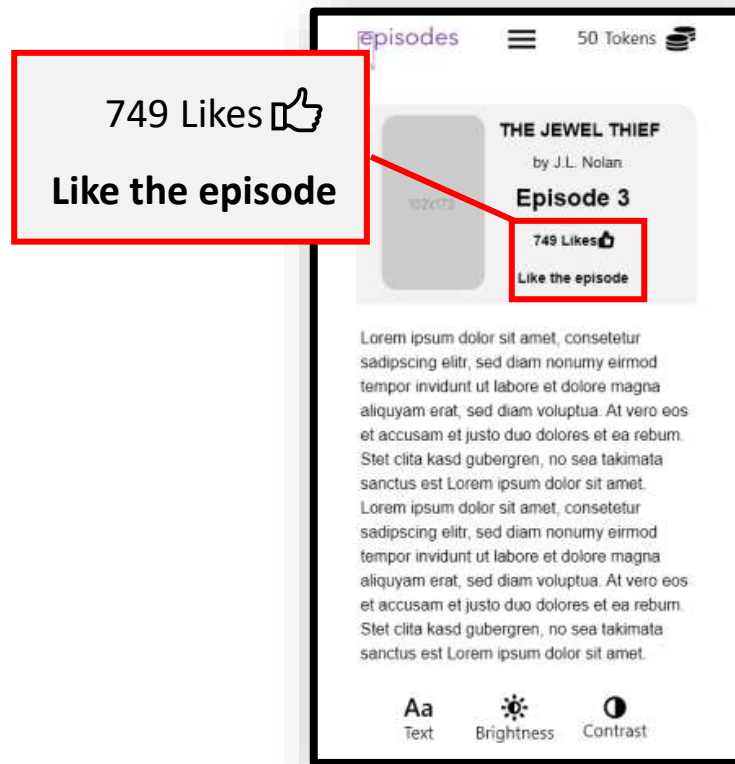 episodes
50 Tokens
749 Likes
Like the episode
102x173
THE JEWEL THIEF
by J.L. Nolan
Episode 3
749 Likes
Like the episode
Lorem ipsum dolor sit amet, consetetur
sadipscing elitr, sed diam nonumy eirmod
tempor invidunt ut labore et dolore magna
aliquyam erat, sed diam voluptua. At vero eos
et accusam et justo duo dolores et ea rebum.
Stet clita kasd gubergren, no sea takimata
sanctus est Lorem ipsum dolor sit amet.
Lorem ipsum dolor sit amet, consetetur
sadipscing elitr, sed diam nonumy eirmod
tempor invidunt ut labore et dolore magna
aliquyam erat, sed diam voluptua. At vero eos
et accusam et justo duo dolores et ea rebum.
Stet clita kasd gubergren, no sea takimata
sanctus est Lorem ipsum dolor sit amet.
Aa
Text
Brightness
Contrast